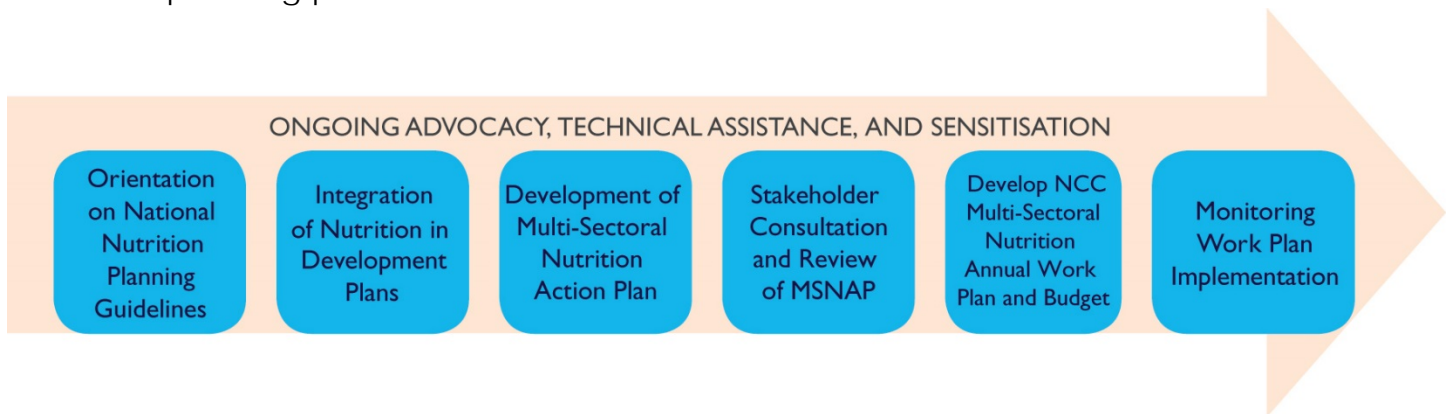 ONGOING ADVOCACY, TECHNICAL ASSISTANCE, AND SENSITISATION
Orientation
on National
Nutrition
Planning
Guidelines
Integration
of Nutrition in
Development
Plans
Development of
Multi-Sectoral
Nutrition
Action Plan
Stakeholder
Consultation
and Review
of MSNAP
Develop NCC
Multi-Sectoral
Nutrition
Annual Work
Plan and Budget
Monitoring
Work Plan
Implementation